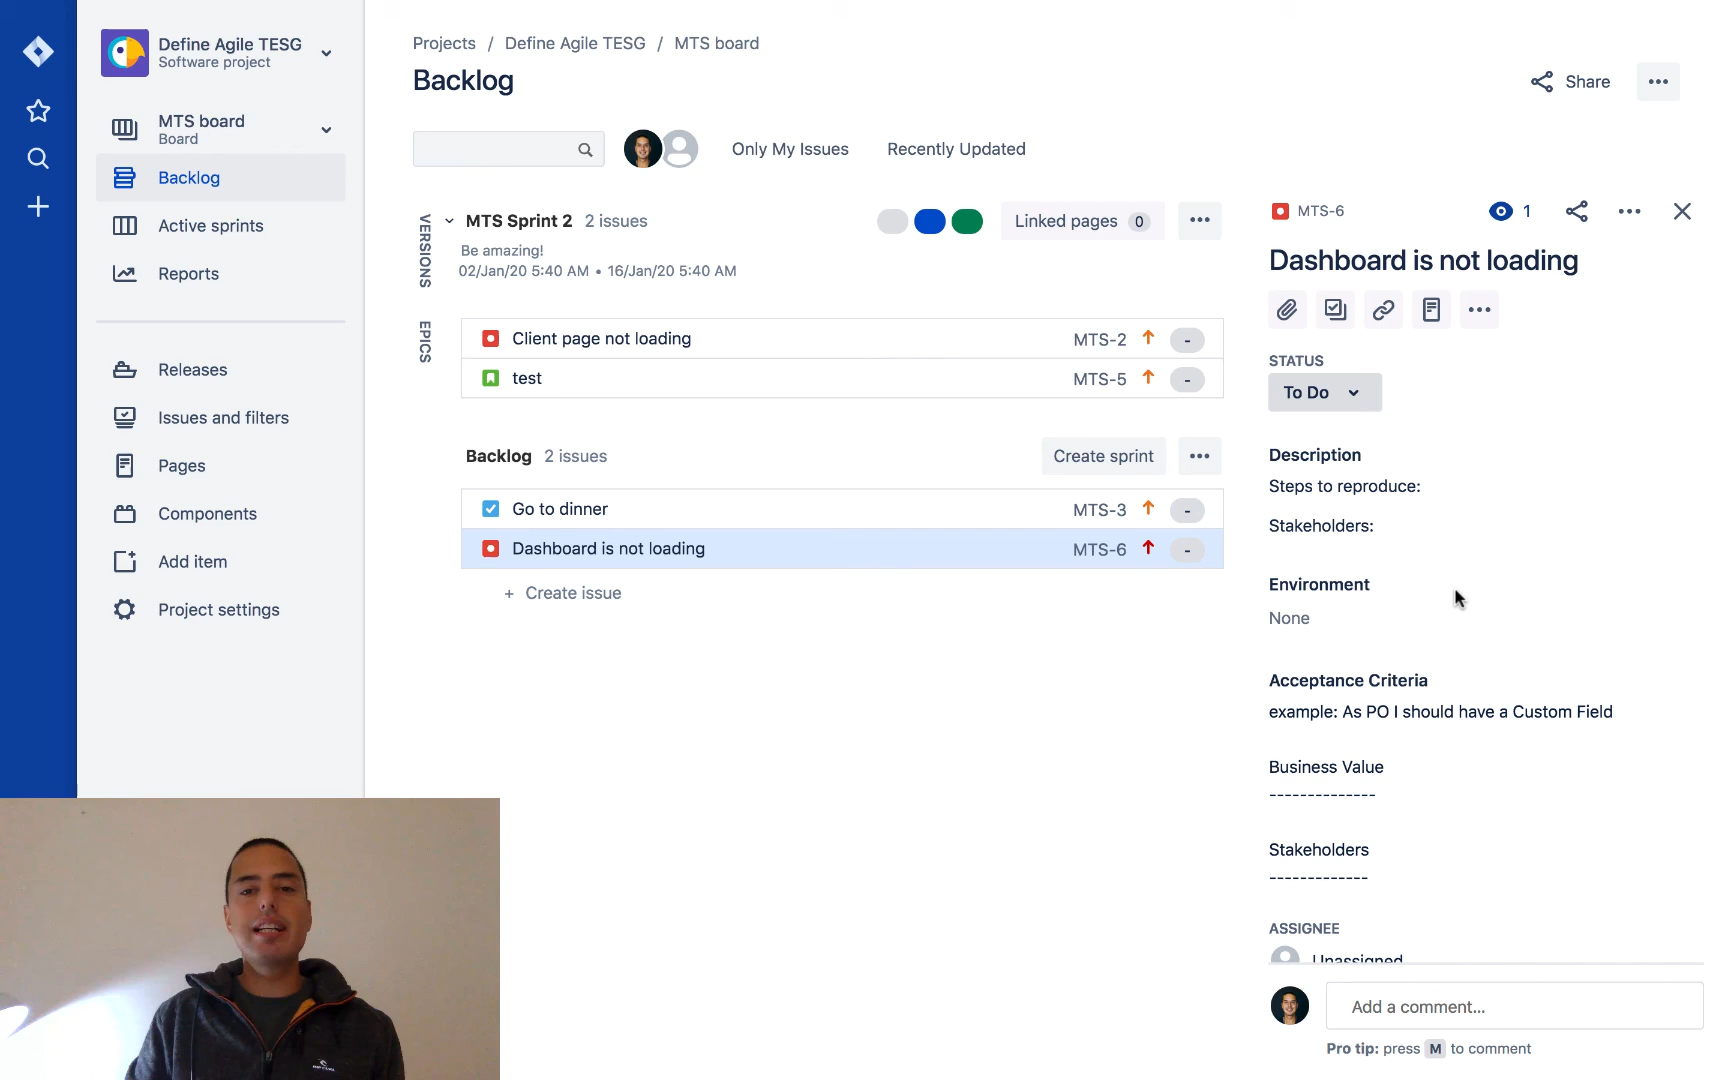 Define Agile TESG
Software project
MTS board
Board
Backlog
Active sprints
Reports
Releases
Issues and filters
Pages
Components
Add item
Project settings
Projects / Define Agile TESG / MTS board
Backlog
Share
Only My Issues
Recently Updated
VERSIONS
EPICS
MTS Sprint 2 2 issues
Linked pages 0
Be amazing!
02/Jan/20 5:40 AM • 16/Jan/20 5:40 AM
Client page not loading MTS-2 -
test MTS-5 -
Backlog 2 issues
Create sprint
Go to dinner MTS-3 -
Dashboard is not loading MTS-6 -
+ Create issue
MTS-6
1
Dashboard is not loading
STATUS
To Do
Description
Steps to reproduce:
Stakeholders:
Environment
None
Acceptance Criteria
example: As PO I should have a Custom Field
Business Value
--------------
Stakeholders
-------------
ASSIGNEE
Unassigned
Add a comment...
Pro tip: press M to comment